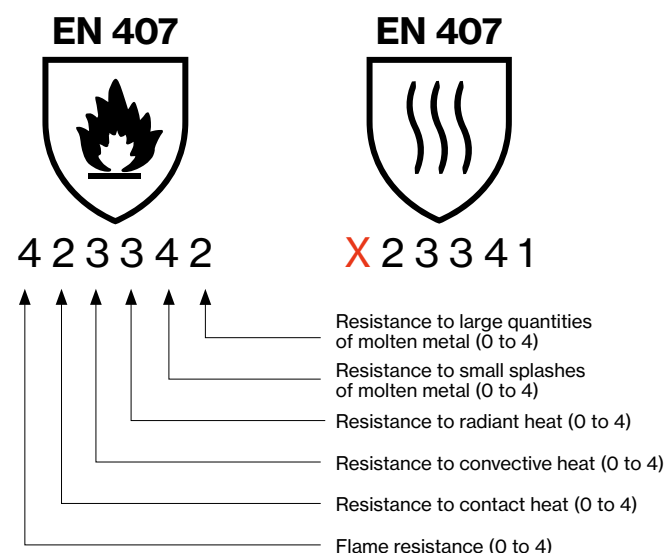 EN 407
EN 407
4 2 3 3 4 2
X 2 3 3 4 1
Resistance to large quantities
of molten metal (0 to 4)
Resistance to small splashes
of molten metal (0 to 4)
Resistance to radiant heat (0 to 4)
Resistance to convective heat (0 to 4)
Resistance to contact heat (0 to 4)
Flame resistance (0 to 4)